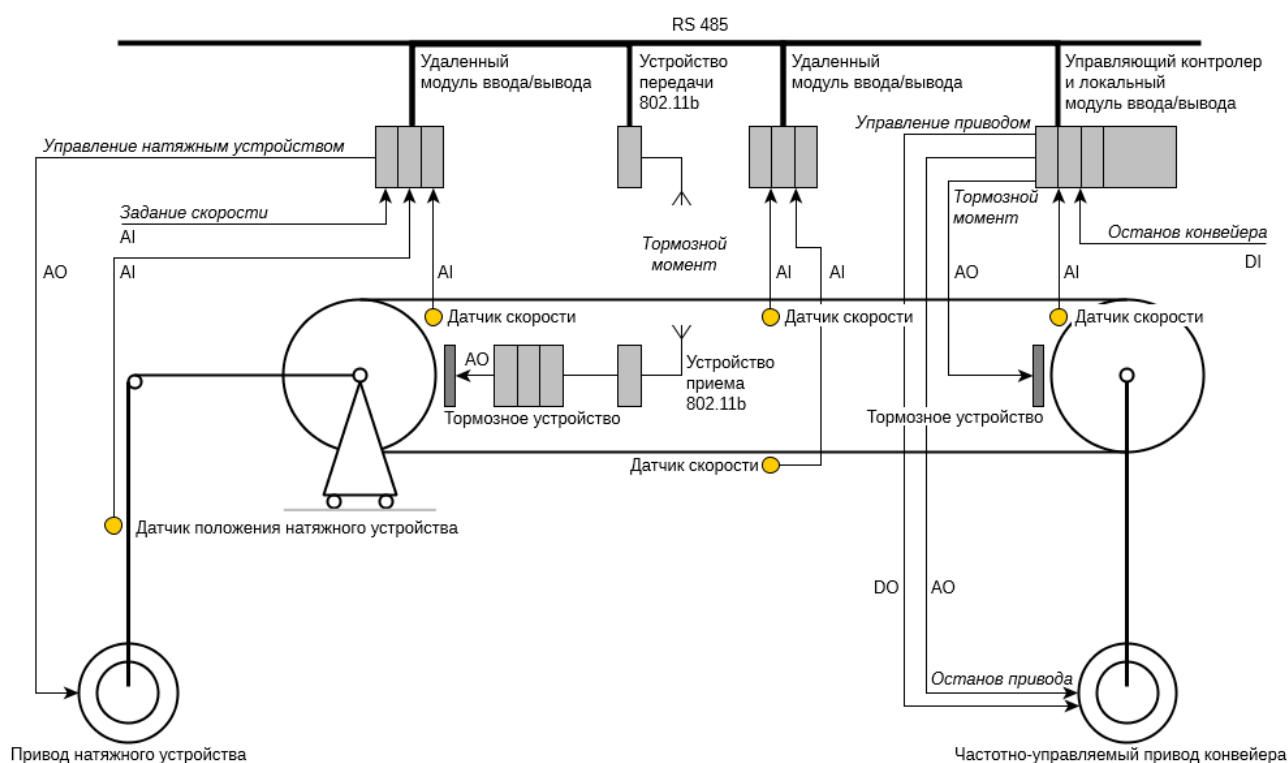 RS 485
Удаленный
модуль ввода/вывода
Устройство
передачи
802.11b
Удаленный
модуль ввода/вывода
Управляющий контролер
и локальный
модуль ввода/вывода
Управление натяжным устройством
Управление приводом
Задание скорости
AI
AI
AO
AI
Тормозной
момент
AI
AI
Тормозной
момент
AO
AI
Останов конвейера
DI
Датчик скорости
Датчик скорости
Датчик скорости
AO
Тормозное устройство
Устройство
приема
802.11b
Тормозное устройство
Датчик скорости
Датчик положения натяжного устройства
DO
AO
Останов привода
Привод натяжного устройства
Частотно-управляемый привод конвейера